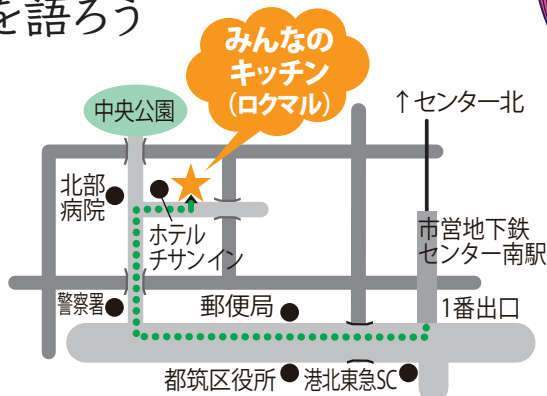 を語ろう
みんなの
キッチン
(ロクマル)
中央公園
↑センター北
北部
病院
ホテル
チサンイン
市営地下鉄
センター南駅
警察署
郵便局
1番出口
都筑区役所
港北東急SC